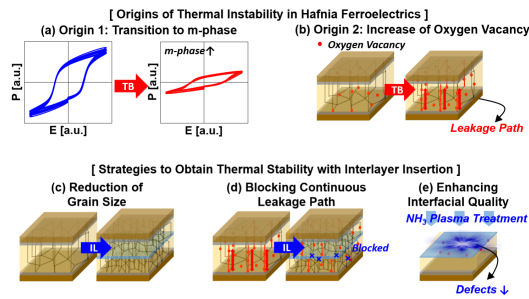 [ Origins of Thermal Instability in Hafnia Ferroelectrics ]
(a) Origin 1: Transition to m-phase
(b) Origin 2: Increase of Oxygen Vacancy
P [a.u.]
E [a.u.]
TB
P [a.u.]
m-phase↑
E [a.u.]
Oxygen Vacancy
TB
Leakage Path
[ Strategies to Obtain Thermal Stability with Interlayer Insertion ]
(c) Reduction of
Grain Size
IL
(d) Blocking Continuous
Leakage Path
IL
Blocked
(e) Enhancing
Interfacial Quality
NH3 Plasma Treatment
Defects ↓